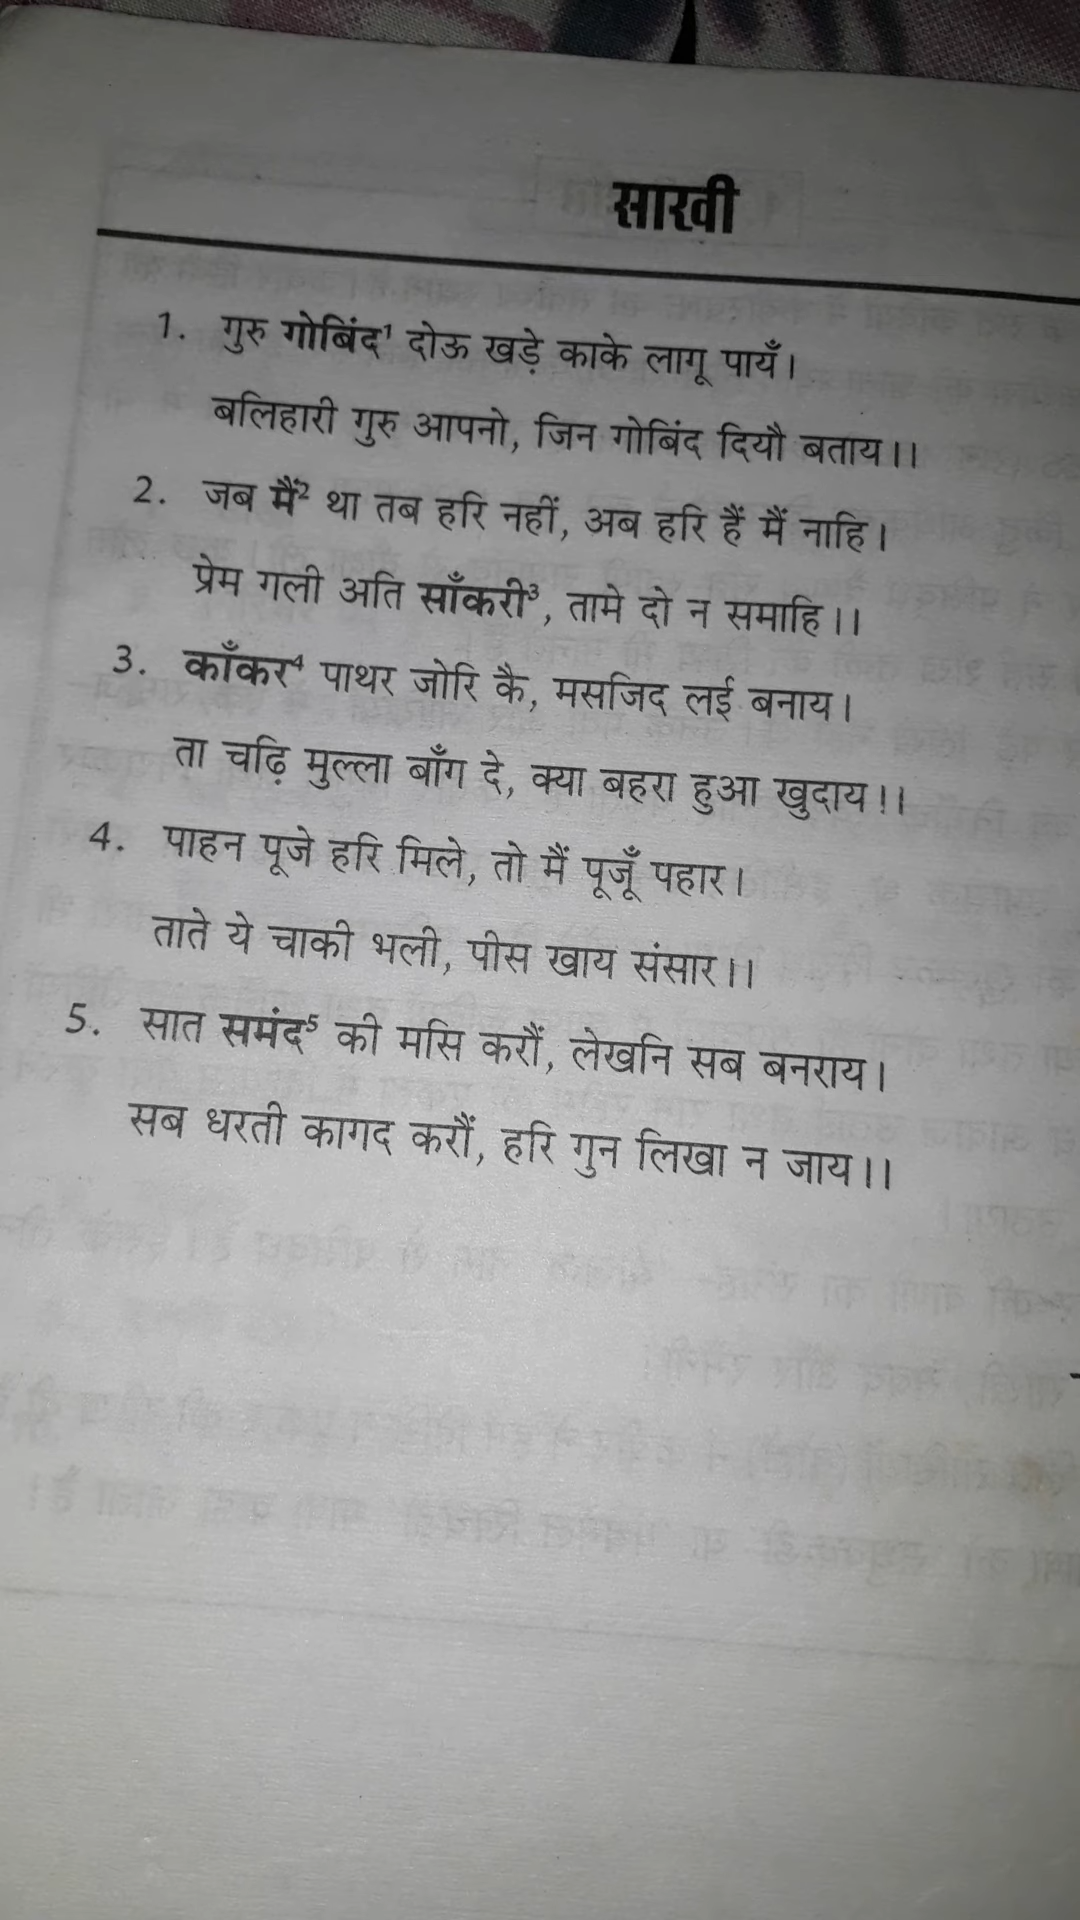 साखी
1. गुरु गोबिंद¹ दोऊ खड़े काके लागू पायँ।
बलिहारी गुरु आपनो, जिन गोबिंद दियौ बताय।।
2. जब मैं² था तब हरि नहीं, अब हरि हैं मैं नाहि।
प्रेम गली अति साँकरी³, तामे दो न समाहि।।
3. काँकर⁴ पाथर जोरि कै, मसजिद लई बनाय।
ता चढ़ि मुल्ला बाँग दे, क्या बहरा हुआ खुदाय।।
4. पाहन पूजे हरि मिले, तो मैं पूजूँ पहार।
ताते ये चाकी भली, पीस खाय संसार।।
5. सात समंद⁵ की मसि करौं, लेखनि सब बनराय।
सब धरती कागद करौं, हरि गुन लिखा न जाय।।